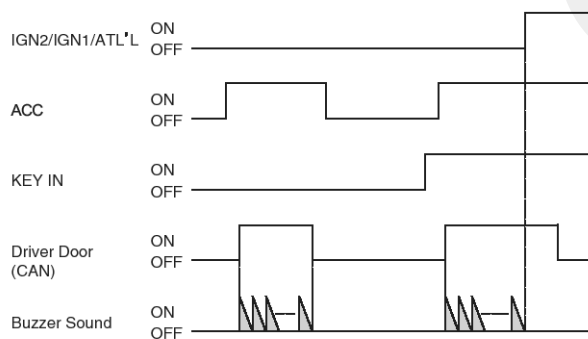 IGN2/IGN1/ATL'L ON
OFF
ACC ON
OFF
KEY IN ON
OFF
Driver Door ON
(CAN) OFF
Buzzer Sound ON
OFF